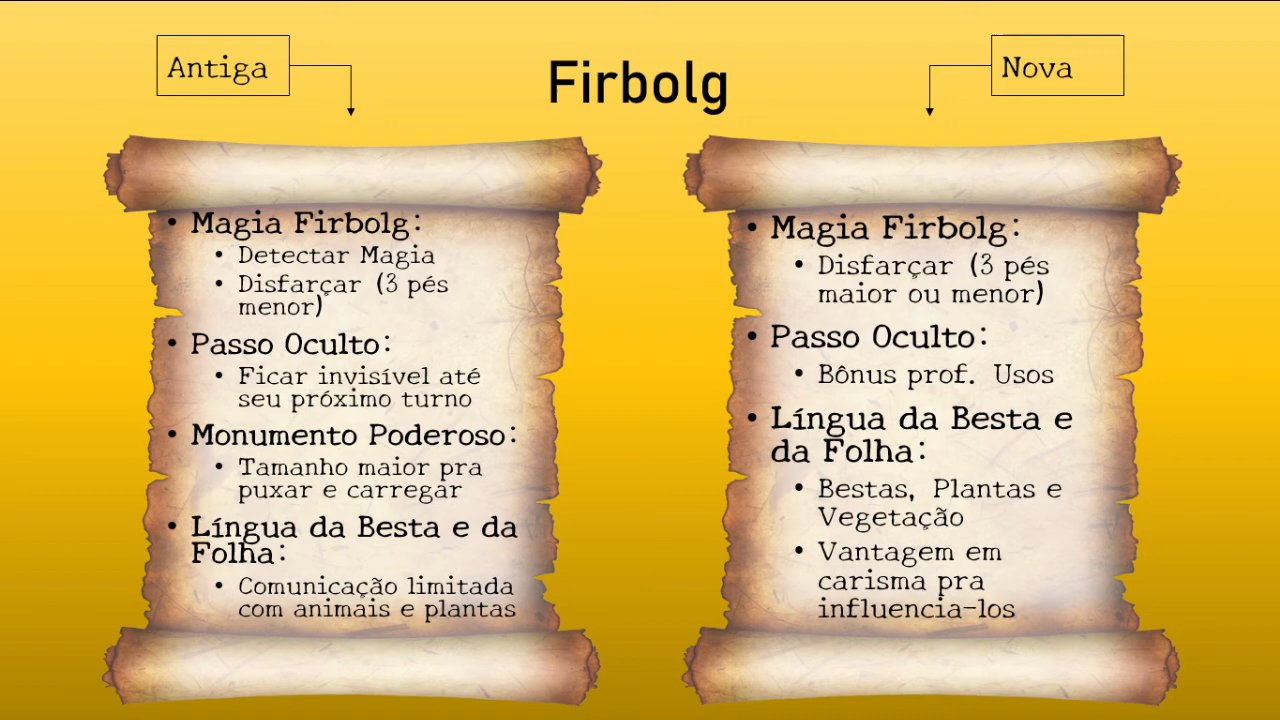 Antiga
Firbolg
Nova
• Magia Firbolg:
• Detectar Magia
• Disfarçar (3 pés
menor)
• Passo Oculto:
• Ficar invisível até
seu próximo turno
• Monumento Poderoso:
• Tamanho maior pra
puxar e carregar
• Língua da Besta e da
Folha:
• Comunicação limitada
com animais e plantas
• Magia Firbolg:
• Disfarçar (3 pés
maior ou menor)
• Passo Oculto:
• Bônus prof. Usos
• Língua da Besta e
da Folha:
• Bestas, Plantas e
Vegetação
• Vantagem em
carisma pra
influencia-los